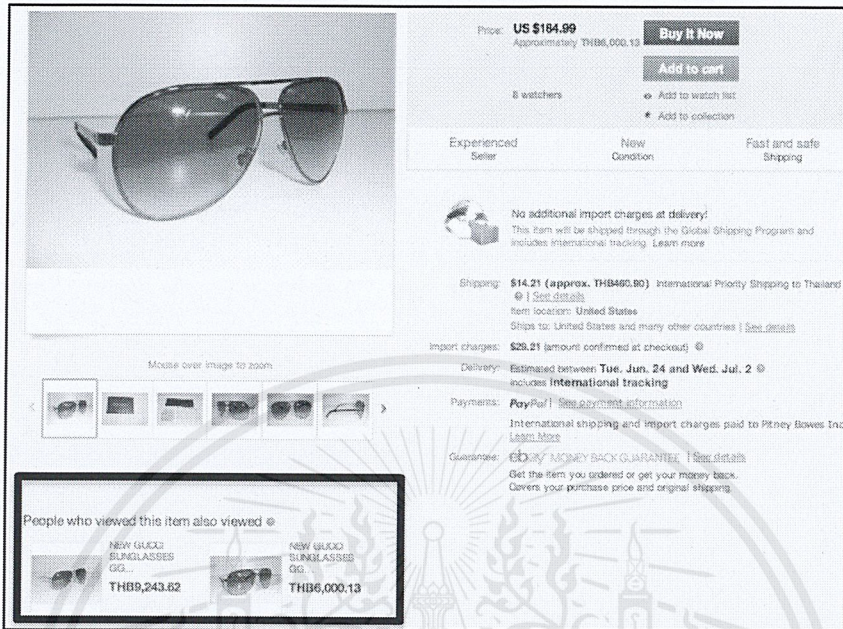 Price: US $184.99
Approximately THB6,000.13
Buy It Now
Add to cart
8 watchers
Add to watch list
Add to collection
Experienced
Seller
New
Condition
Fast and safe
Shipping
No additional import charges at delivery!
This item will be shipped through the Global Shipping Program and
includes international tracking. Learn more
Shipping: $14.21 (approx. THB460.90) International Priority Shipping to Thailand
| See details
Item location: United States
Ships to: United States and many other countries | See details
Import charges: $29.21 (amount confirmed at checkout)
Delivery: Estimated between Tue. Jun. 24 and Wed. Jul. 2
Includes international tracking
Payments: PayPal | See payment information
International shipping and import charges paid to Pitney Bowes Inc
Learn More
Guarantee: ebay MONEY BACK GUARANTEE | See details
Get the item you ordered or get your money back.
Covers your purchase price and original shipping.
Mouse over image to zoom
People who viewed this item also viewed
NEW GUCCI
SUNGLASSES
GG...
THB9,243.62
NEW GUCCI
SUNGLASSES
GG...
THB6,000.13